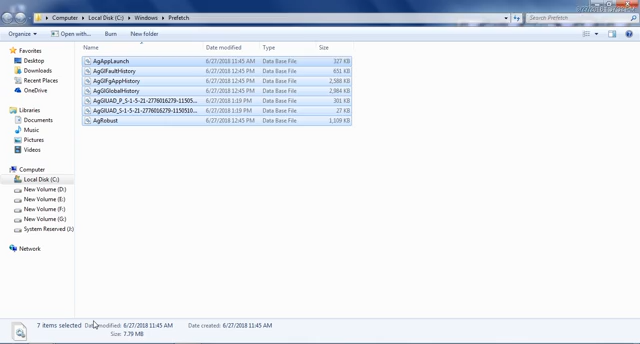 Computer ▸ Local Disk (C:) ▸ Windows ▸ Prefetch
Search Prefetch
Organize Open with... Burn New folder
Name Date modified Type Size
AgAppLaunch 6/27/2018 11:45 AM Data Base File 327 KB
AgGlFaultHistory 6/27/2018 12:45 PM Data Base File 651 KB
AgGlFgAppHistory 6/27/2018 12:45 PM Data Base File 2,588 KB
AgGlGlobalHistory 6/27/2018 12:45 PM Data Base File 2,984 KB
AgGlUAD_P_S-1-5-21-2776016279-11505... 6/27/2018 1:19 PM Data Base File 301 KB
AgGlUAD_S-1-5-21-2776016279-1150510... 6/27/2018 1:19 PM Data Base File 27 KB
AgRobust 6/27/2018 12:45 PM Data Base File 1,109 KB
Favorites
Desktop
Downloads
Recent Places
OneDrive
Libraries
Documents
Music
Pictures
Videos
Computer
Local Disk (C:)
New Volume (D:)
New Volume (E:)
New Volume (F:)
New Volume (G:)
System Reserved (J:)
Network
7 items selected Date modified: 6/27/2018 11:45 AM Date created: 6/27/2018 11:45 AM
Size: 7.79 MB